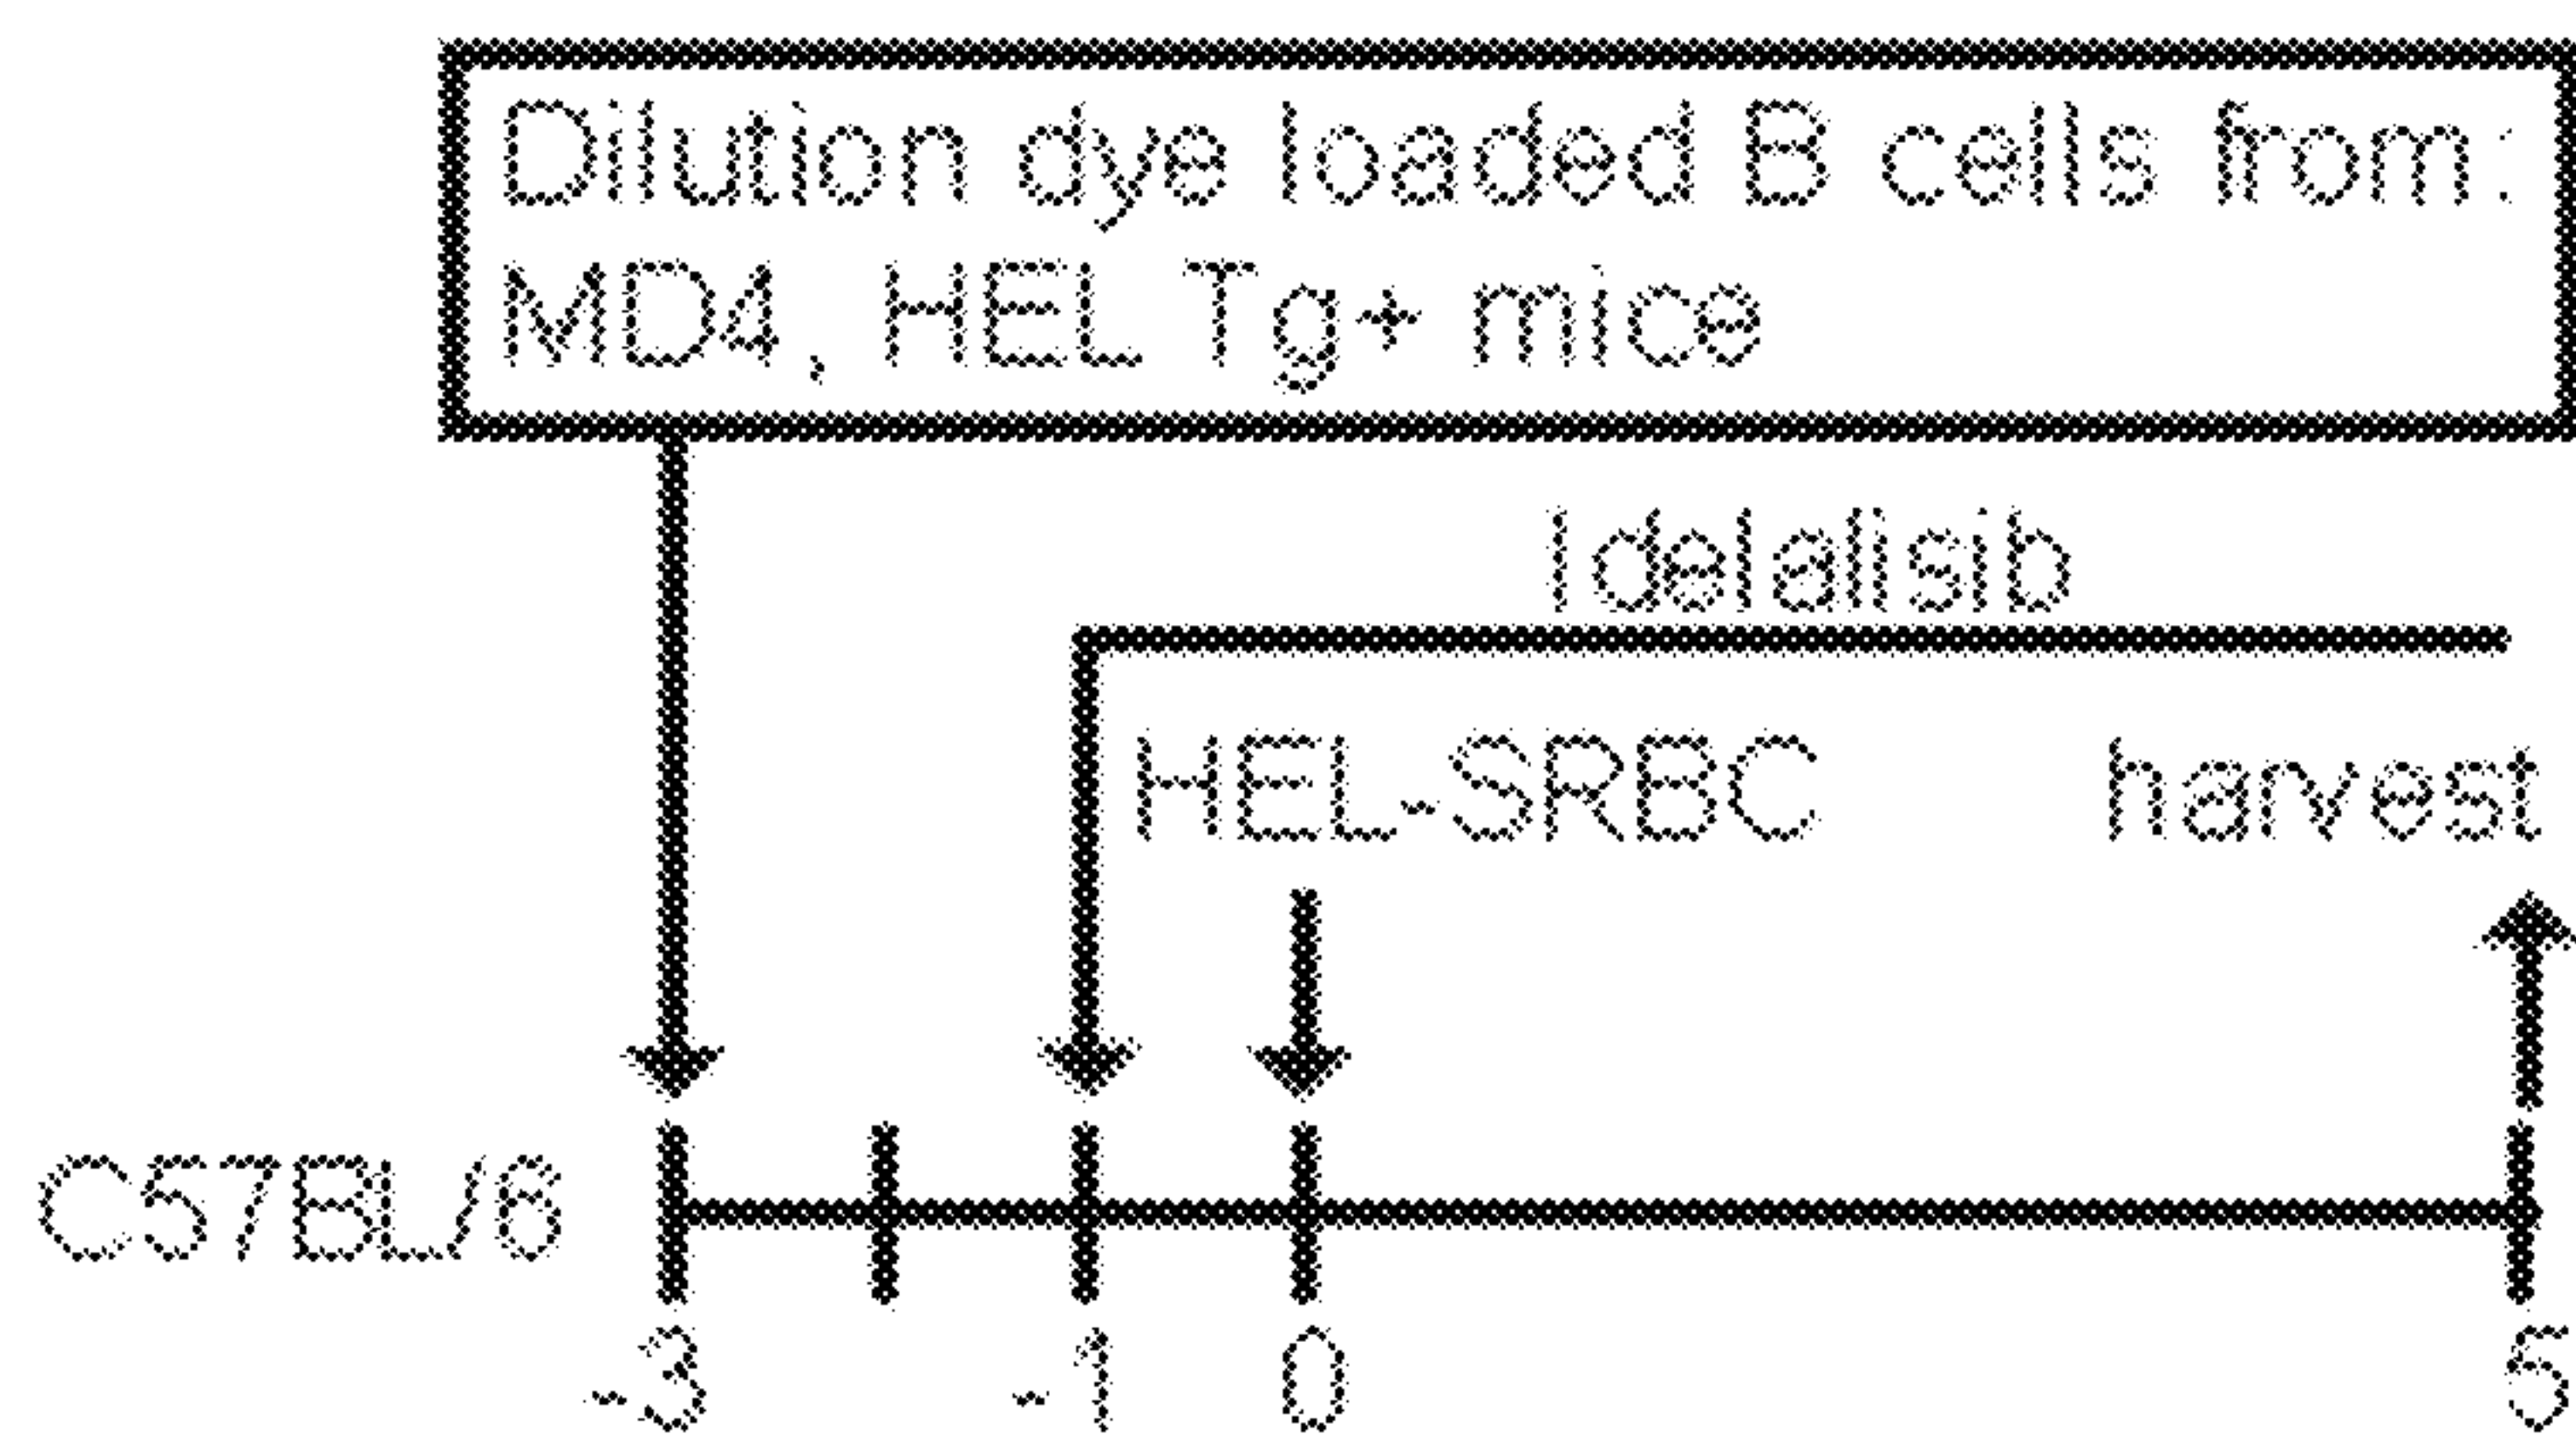 Dilution dye loaded B cells from:
MD4, HEL Tg+ mice
Idelalisib
HEL-SRBC harvest
C57BL/6
-3 -1 0 5